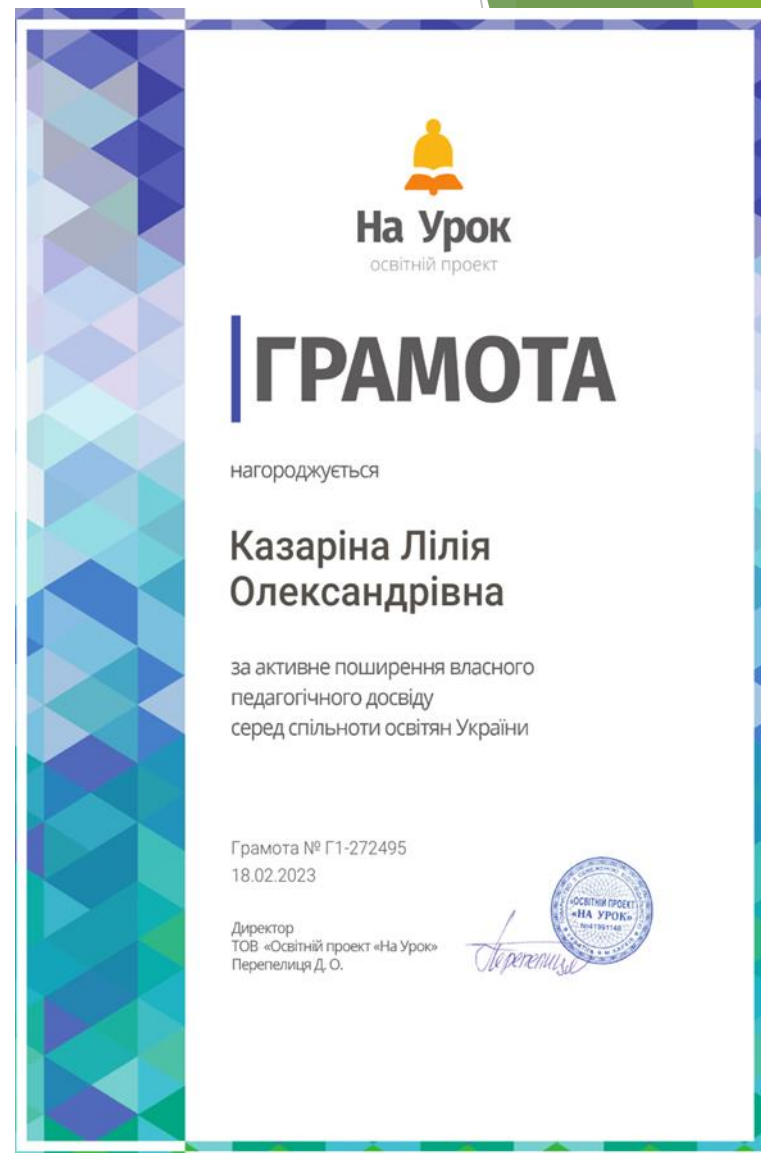 На Урок
освітній проект
ГРАМОТА
нагороджується
Казаріна Лілія
Олександрівна
за активне поширення власного
педагогічного досвіду
серед спільноти освітян України
Грамота № Г1-272495
18.02.2023
Директор
ТОВ «Освітній проект «На Урок»
Перепелиця Д. О.
Перепелиця
«ОСВІТНІЙ ПРОЕКТ
«НА УРОК»
№41991148